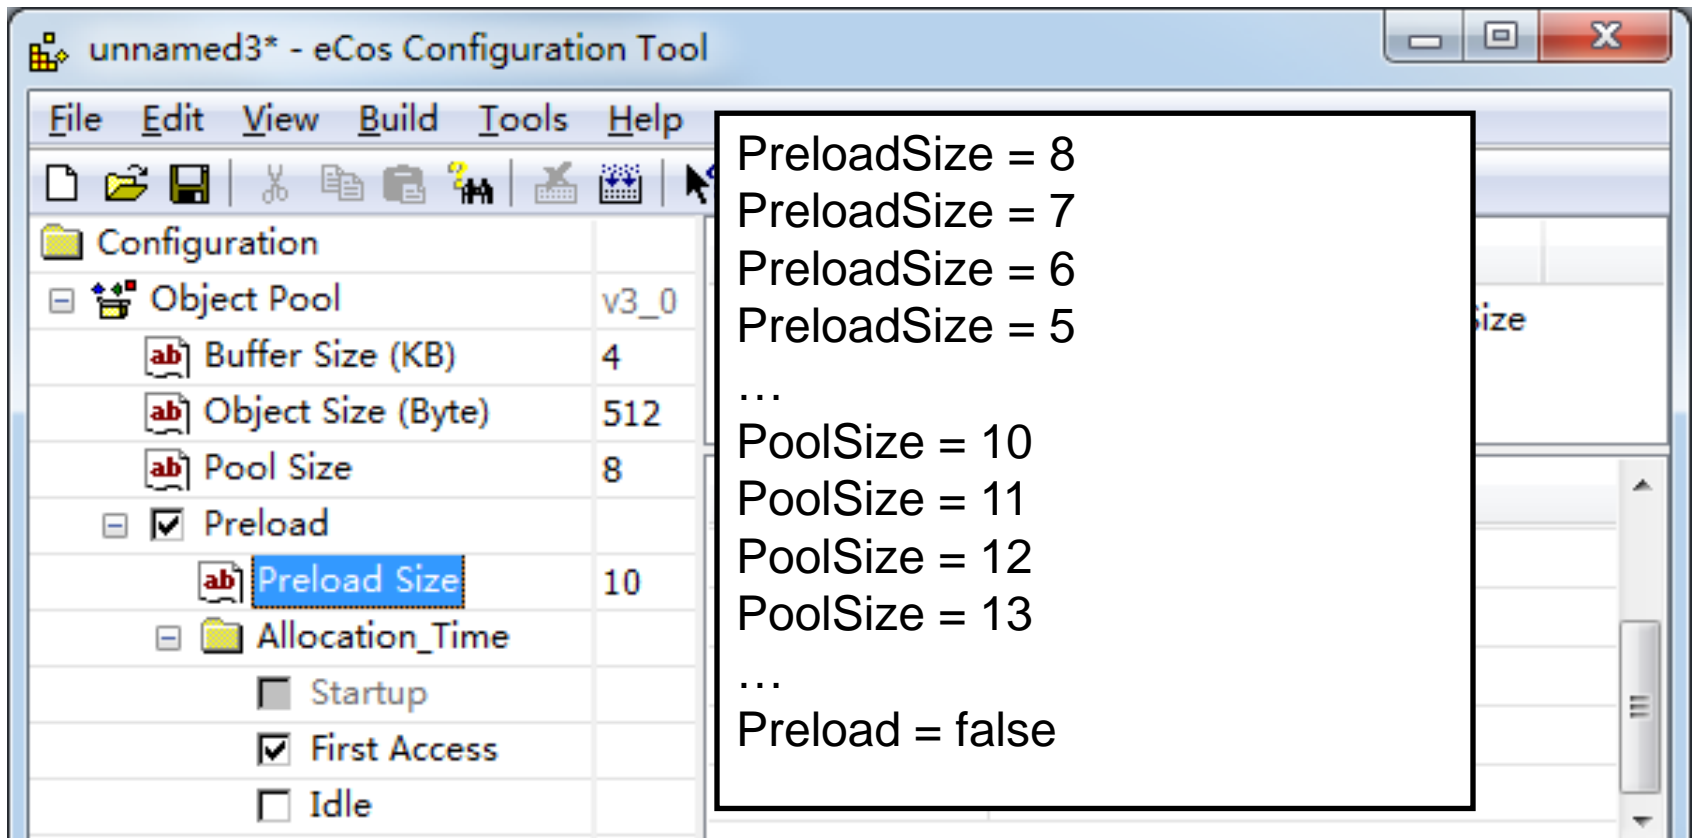 unnamed3* - eCos Configuration Tool
File Edit View Build Tools Help
Configuration
Object Pool v3_0
Buffer Size (KB) 4
Object Size (Byte) 512
Pool Size 8
Preload
Preload Size 10
Allocation_Time
Startup
First Access
Idle
PreloadSize = 8
PreloadSize = 7
PreloadSize = 6
PreloadSize = 5
…
PoolSize = 10
PoolSize = 11
PoolSize = 12
PoolSize = 13
…
Preload = false